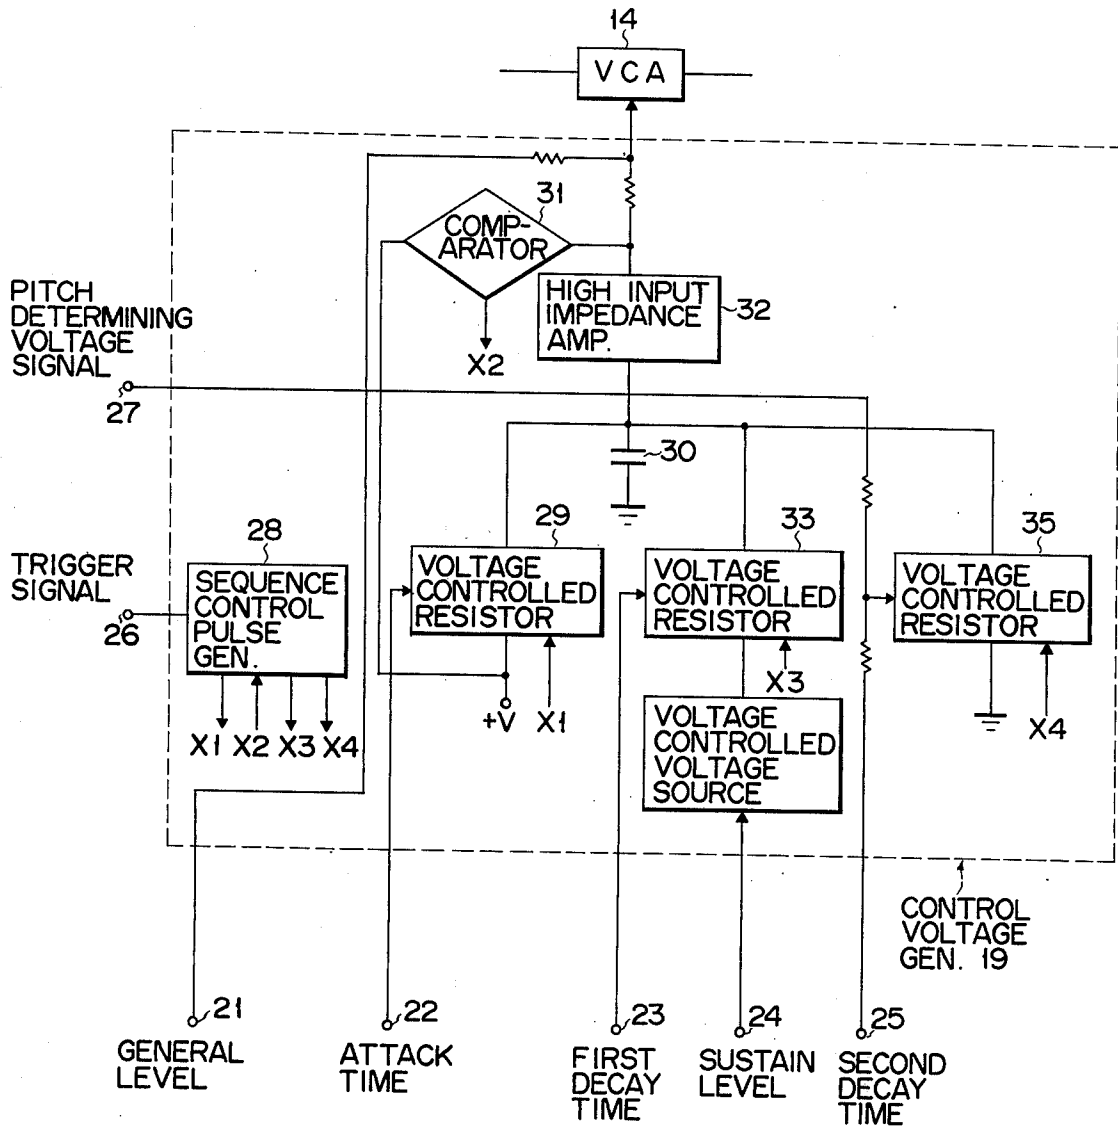 14
VCA
31
COMP-
ARATOR
HIGH INPUT
IMPEDANCE
AMP.
32
X2
PITCH
DETERMINING
VOLTAGE
SIGNAL
27
30
TRIGGER
SIGNAL
26
28
SEQUENCE
CONTROL
PULSE
GEN.
X1 X2 X3 X4
29
VOLTAGE
CONTROLLED
RESISTOR
+V
X1
33
VOLTAGE
CONTROLLED
RESISTOR
X3
VOLTAGE
CONTROLLED
VOLTAGE
SOURCE
35
VOLTAGE
CONTROLLED
RESISTOR
X4
CONTROL
VOLTAGE
GEN. 19
21
GENERAL
LEVEL
22
ATTACK
TIME
23
FIRST
DECAY
TIME
24
SUSTAIN
LEVEL
25
SECOND
DECAY
TIME